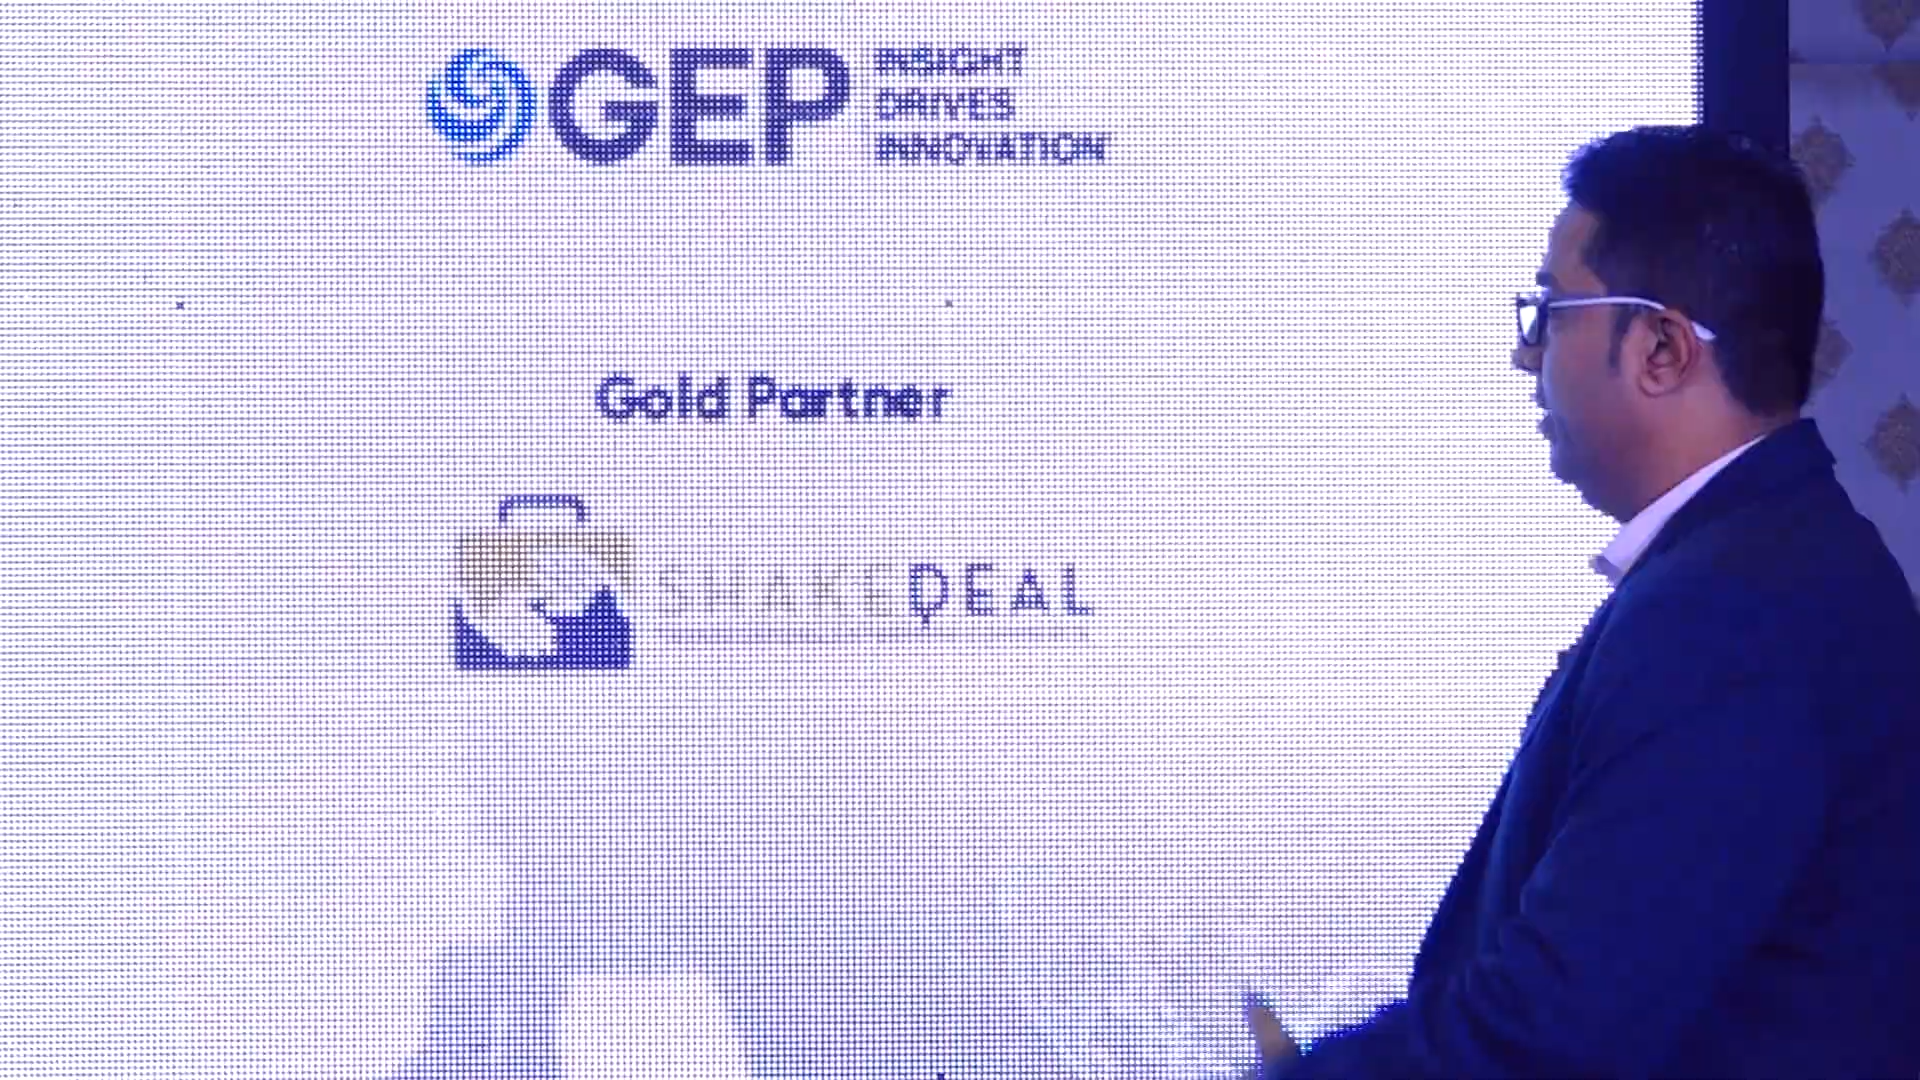 GEP
INSIGHT
DRIVES
INNOVATION
Gold Partner
SHAKEDEAL